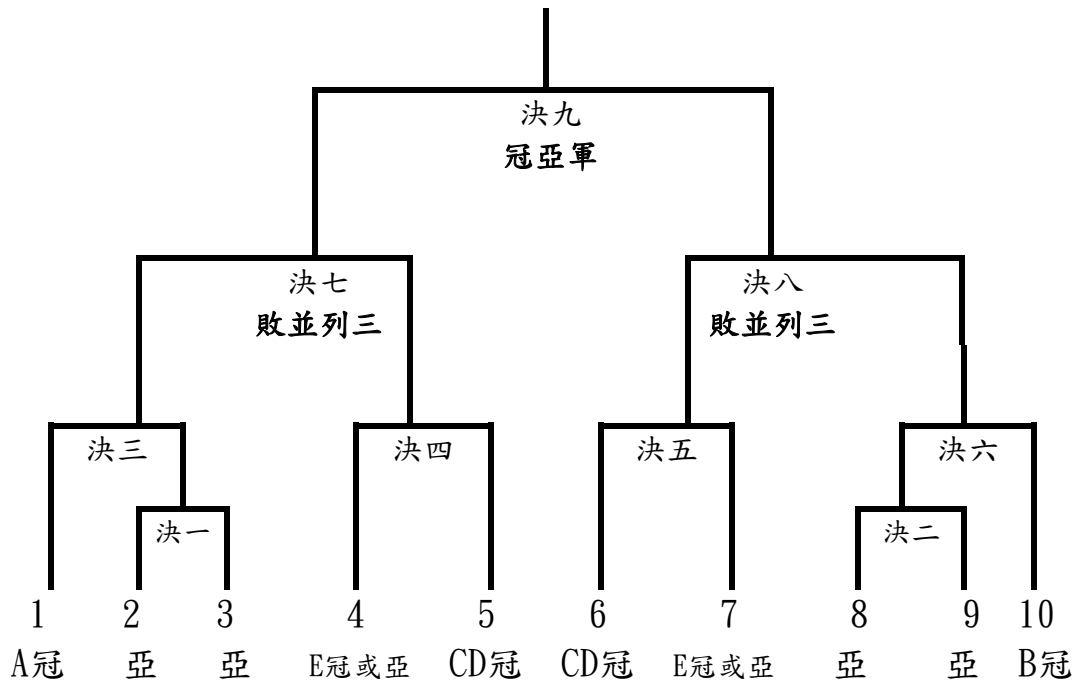 決九
冠亞軍
決七 決八
敗並列三 敗並列三
決三 決四 決五 決六
決一 決二
1 2 3 4 5 6 7 8 9 10
A冠 亞 亞 E冠或亞 CD冠 CD冠 E冠或亞 亞 亞 B冠